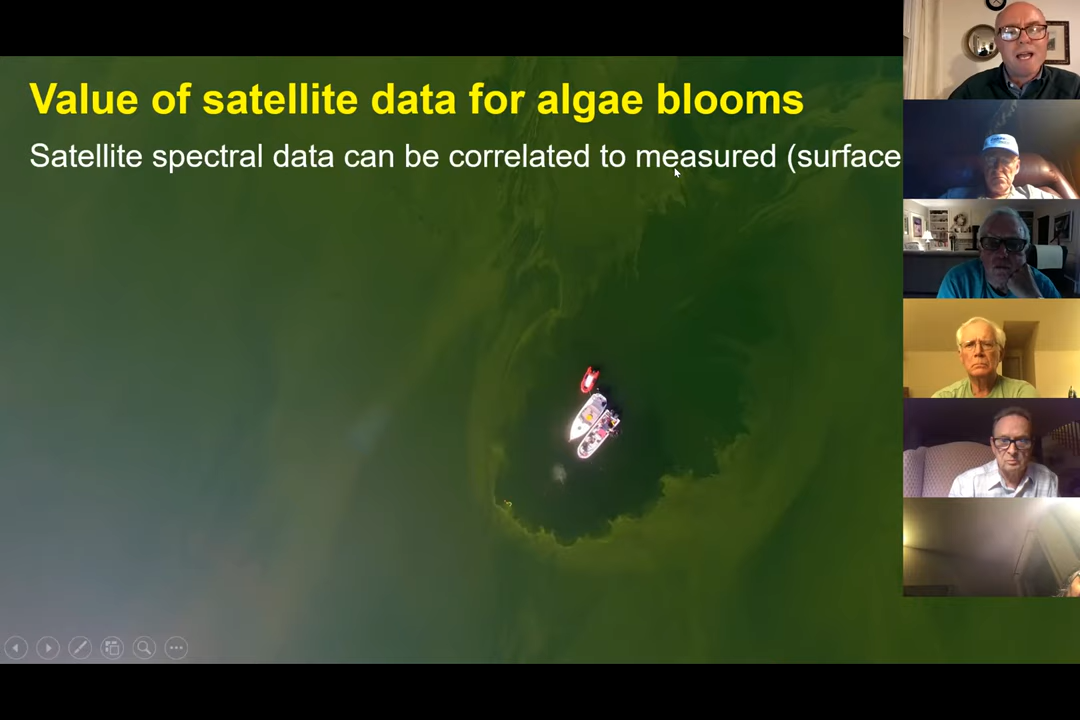 Value of satellite data for algae blooms
Satellite spectral data can be correlated to measured (surface